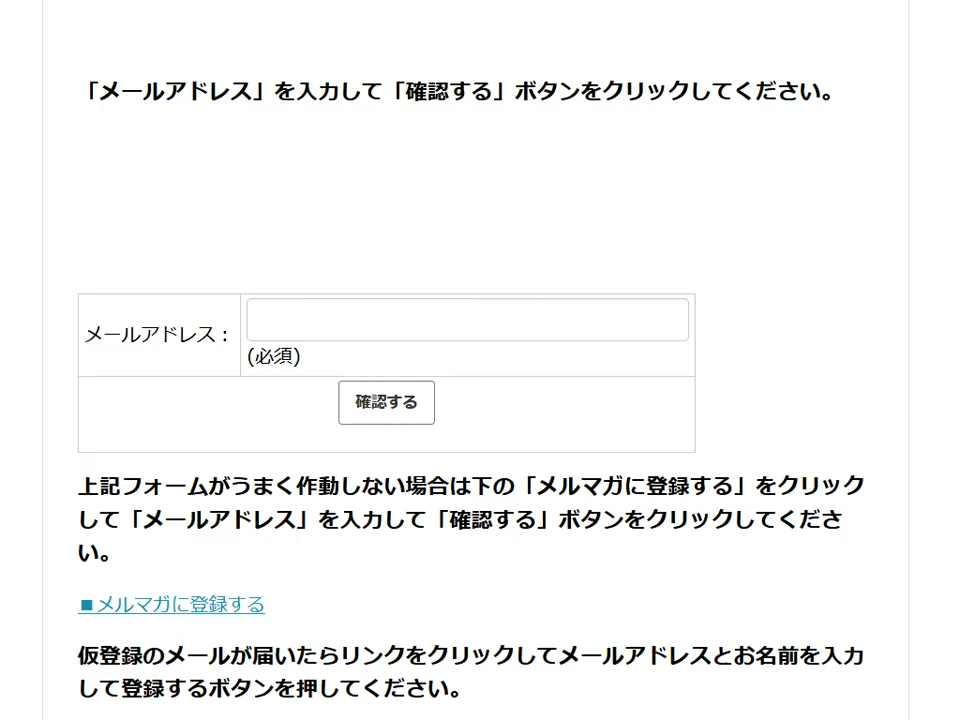 「メールアドレス」を入力して「確認する」ボタンをクリックしてください。
メールアドレス：
(必須)
確認する
上記フォームがうまく作動しない場合は下の「メルマガに登録する」をクリック
して「メールアドレス」を入力して「確認する」ボタンをクリックしてくださ
い。
■メルマガに登録する
仮登録のメールが届いたらリンクをクリックしてメールアドレスとお名前を入力
して登録するボタンを押してください。